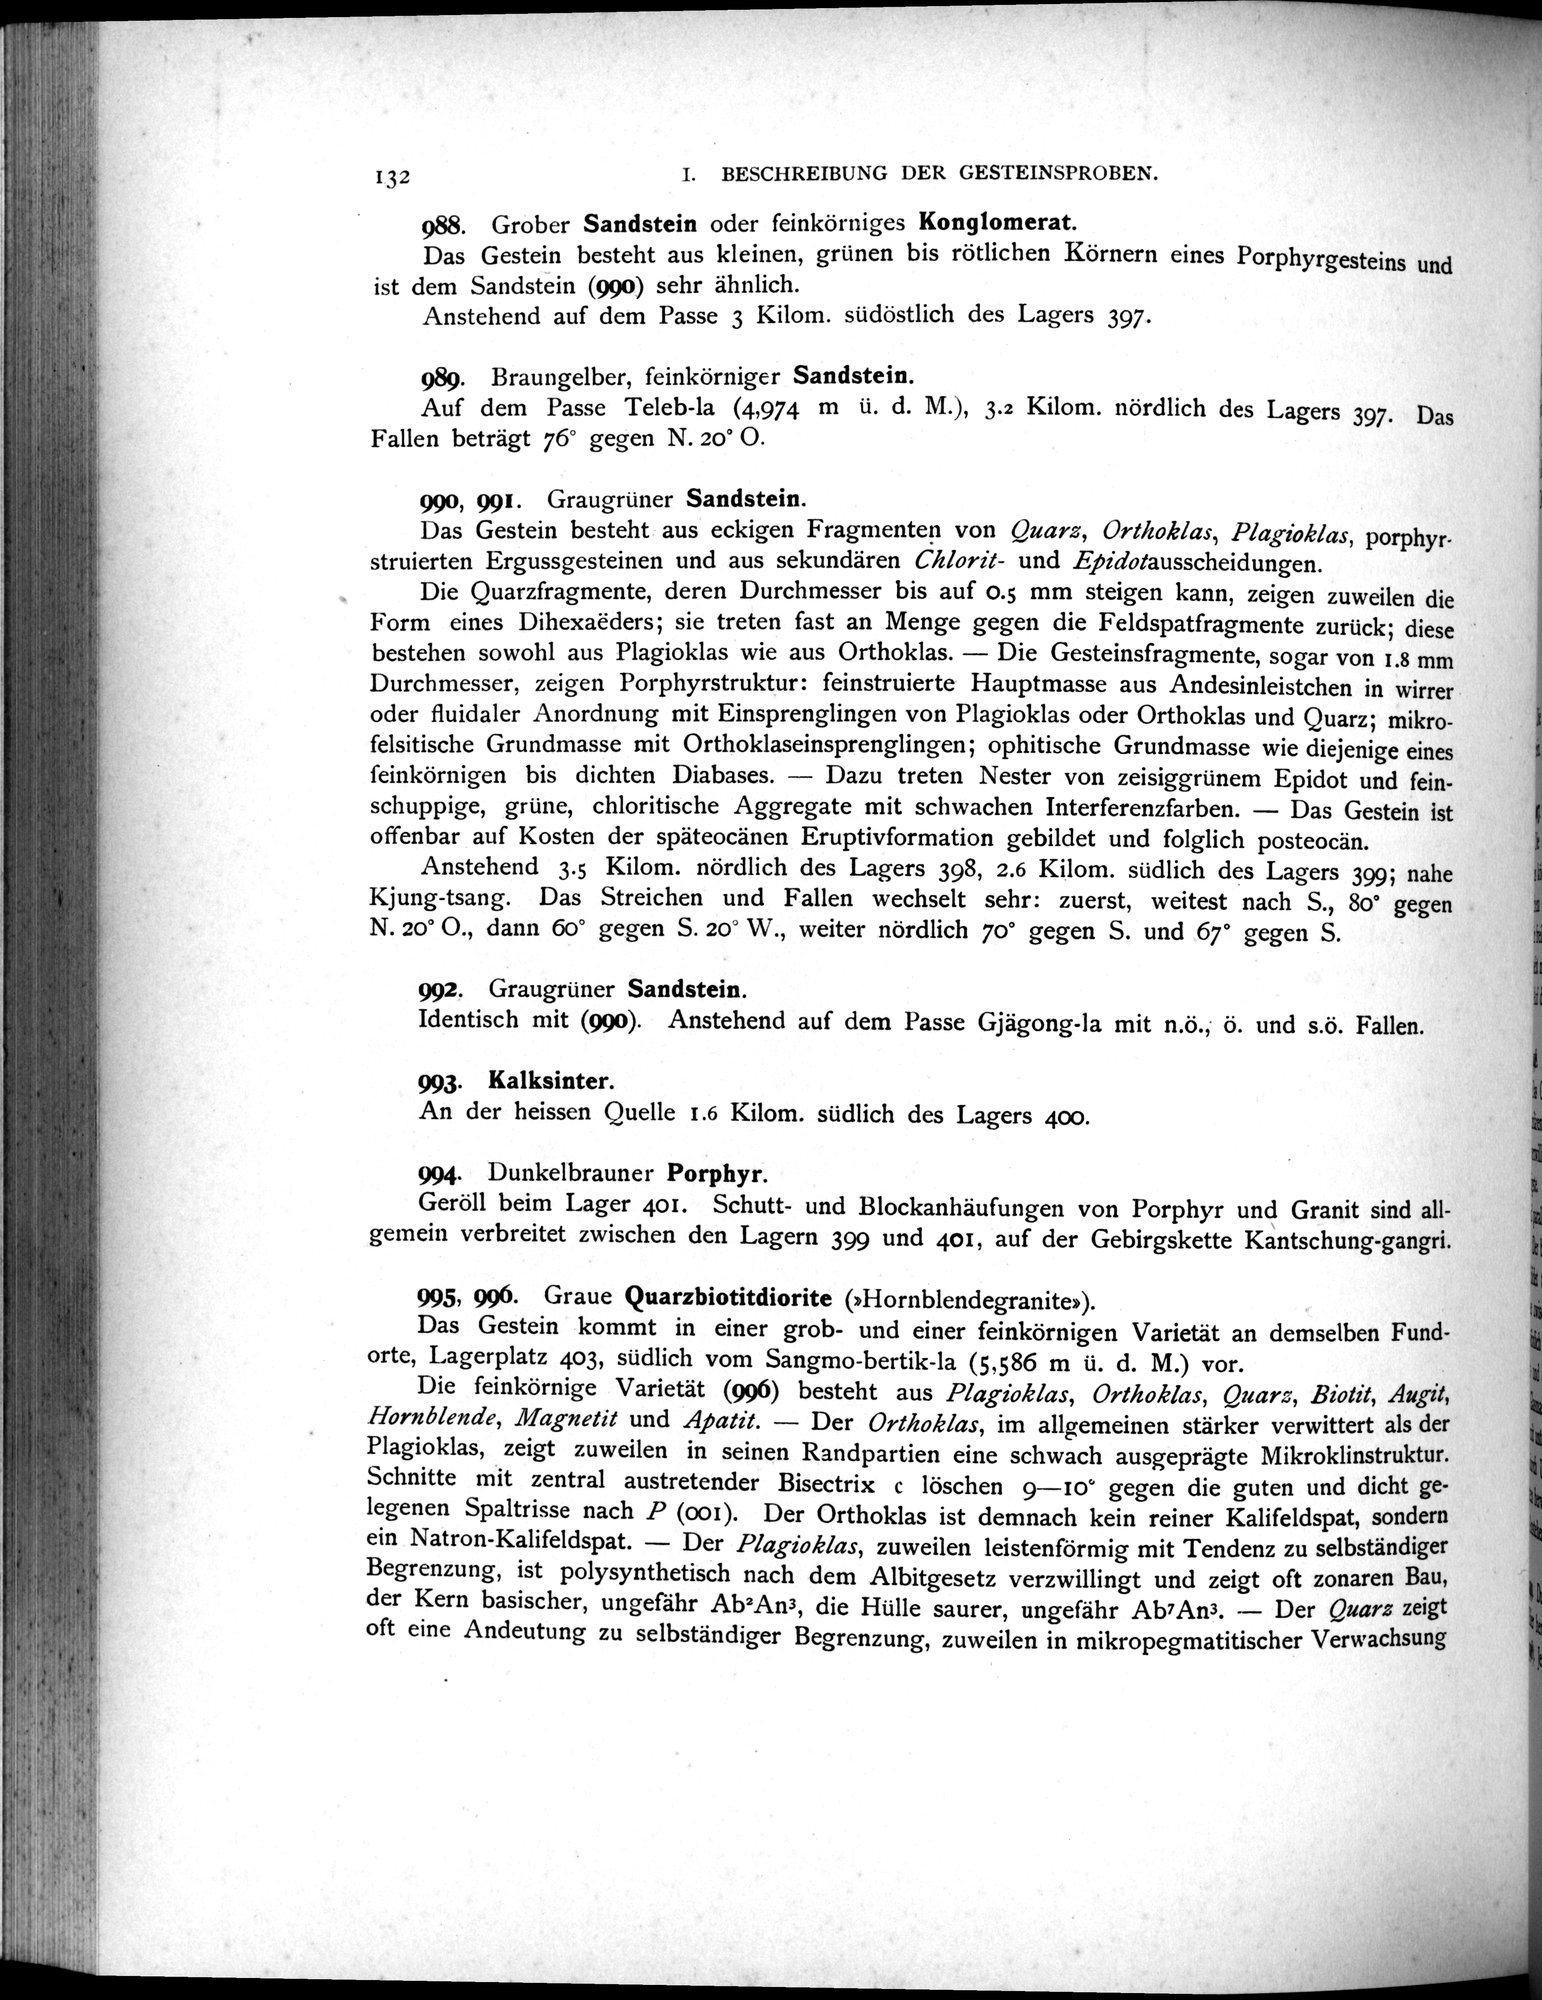 132 I. BESCHREIBUNG DER GESTEINSPROBEN.
988. Grober Sandstein oder feinkörniges Konglomerat.
Das Gestein besteht aus kleinen, grünen bis rötlichen Körnern eines Porphyrgesteins und
ist dem Sandstein (990) sehr ähnlich.
Anstehend auf dem Passe 3 Kilom. südöstlich des Lagers 397.
989. Braungelber, feinkörniger Sandstein.
Auf dem Passe Teleb-la (4,974 m ü. d. M.), 3.2 Kilom. nördlich des Lagers 397. Das
Fallen beträgt 76° gegen N. 20° O.
990, 991. Graugrüner Sandstein.
Das Gestein besteht aus eckigen Fragmenten von Quarz, Orthoklas, Plagioklas, porphyr-
struierten Ergussgesteinen und aus sekundären Chlorit- und Epidotausscheidungen.
Die Quarzfragmente, deren Durchmesser bis auf 0.5 mm steigen kann, zeigen zuweilen die
Form eines Dihexaëders; sie treten fast an Menge gegen die Feldspatfragmente zurück; diese
bestehen sowohl aus Plagioklas wie aus Orthoklas. — Die Gesteinsfragmente, sogar von 1.8 mm
Durchmesser, zeigen Porphyrstruktur: feinstruierte Hauptmasse aus Andesinleistchen in wirrer
oder fluidaler Anordnung mit Einsprenglingen von Plagioklas oder Orthoklas und Quarz; mikro-
felsitische Grundmasse mit Orthoklaseinsprenglingen; ophitische Grundmasse wie diejenige eines
feinkörnigen bis dichten Diabases. — Dazu treten Nester von zeisiggrünem Epidot und fein-
schuppige, grüne, chloritische Aggregate mit schwachen Interferenzfarben. — Das Gestein ist
offenbar auf Kosten der späteocänen Eruptivformation gebildet und folglich posteocän.
Anstehend 3.5 Kilom. nördlich des Lagers 398, 2.6 Kilom. südlich des Lagers 399; nahe
Kjung-tsang. Das Streichen und Fallen wechselt sehr: zuerst, weitest nach S., 80° gegen
N. 20° O., dann 60° gegen S. 20° W., weiter nördlich 70° gegen S. und 67° gegen S.
992. Graugrüner Sandstein.
Identisch mit (990). Anstehend auf dem Passe Gjägong-la mit n.ö., ö. und s.ö. Fallen.
993. Kalksinter.
An der heissen Quelle 1.6 Kilom. südlich des Lagers 400.
994. Dunkelbrauner Porphyr.
Geröll beim Lager 401. Schutt- und Blockanhäufungen von Porphyr und Granit sind all-
gemein verbreitet zwischen den Lagern 399 und 401, auf der Gebirgskette Kantschung-gangri.
995, 996. Graue Quarzbiotitdiorite (»Hornblendegranite»).
Das Gestein kommt in einer grob- und einer feinkörnigen Varietät an demselben Fund-
orte, Lagerplatz 403, südlich vom Sangmo-bertik-la (5,586 m ü. d. M.) vor.
Die feinkörnige Varietät (996) besteht aus Plagioklas, Orthoklas, Quarz, Biotit, Augit,
Hornblende, Magnetit und Apatit. — Der Orthoklas, im allgemeinen stärker verwittert als der
Plagioklas, zeigt zuweilen in seinen Randpartien eine schwach ausgeprägte Mikroklinstruktur.
Schnitte mit zentral austretender Bisectrix c löschen 9—10° gegen die guten und dicht ge-
legenen Spaltrisse nach P (001). Der Orthoklas ist demnach kein reiner Kalifeldspat, sondern
ein Natron-Kalifeldspat. — Der Plagioklas, zuweilen leistenförmig mit Tendenz zu selbständiger
Begrenzung, ist polysynthetisch nach dem Albitgesetz verzwillingt und zeigt oft zonaren Bau,
der Kern basischer, ungefähr Ab²An³, die Hülle saurer, ungefähr Ab⁷An³. — Der Quarz zeigt
oft eine Andeutung zu selbständiger Begrenzung, zuweilen in mikropegmatitischer Verwachsung